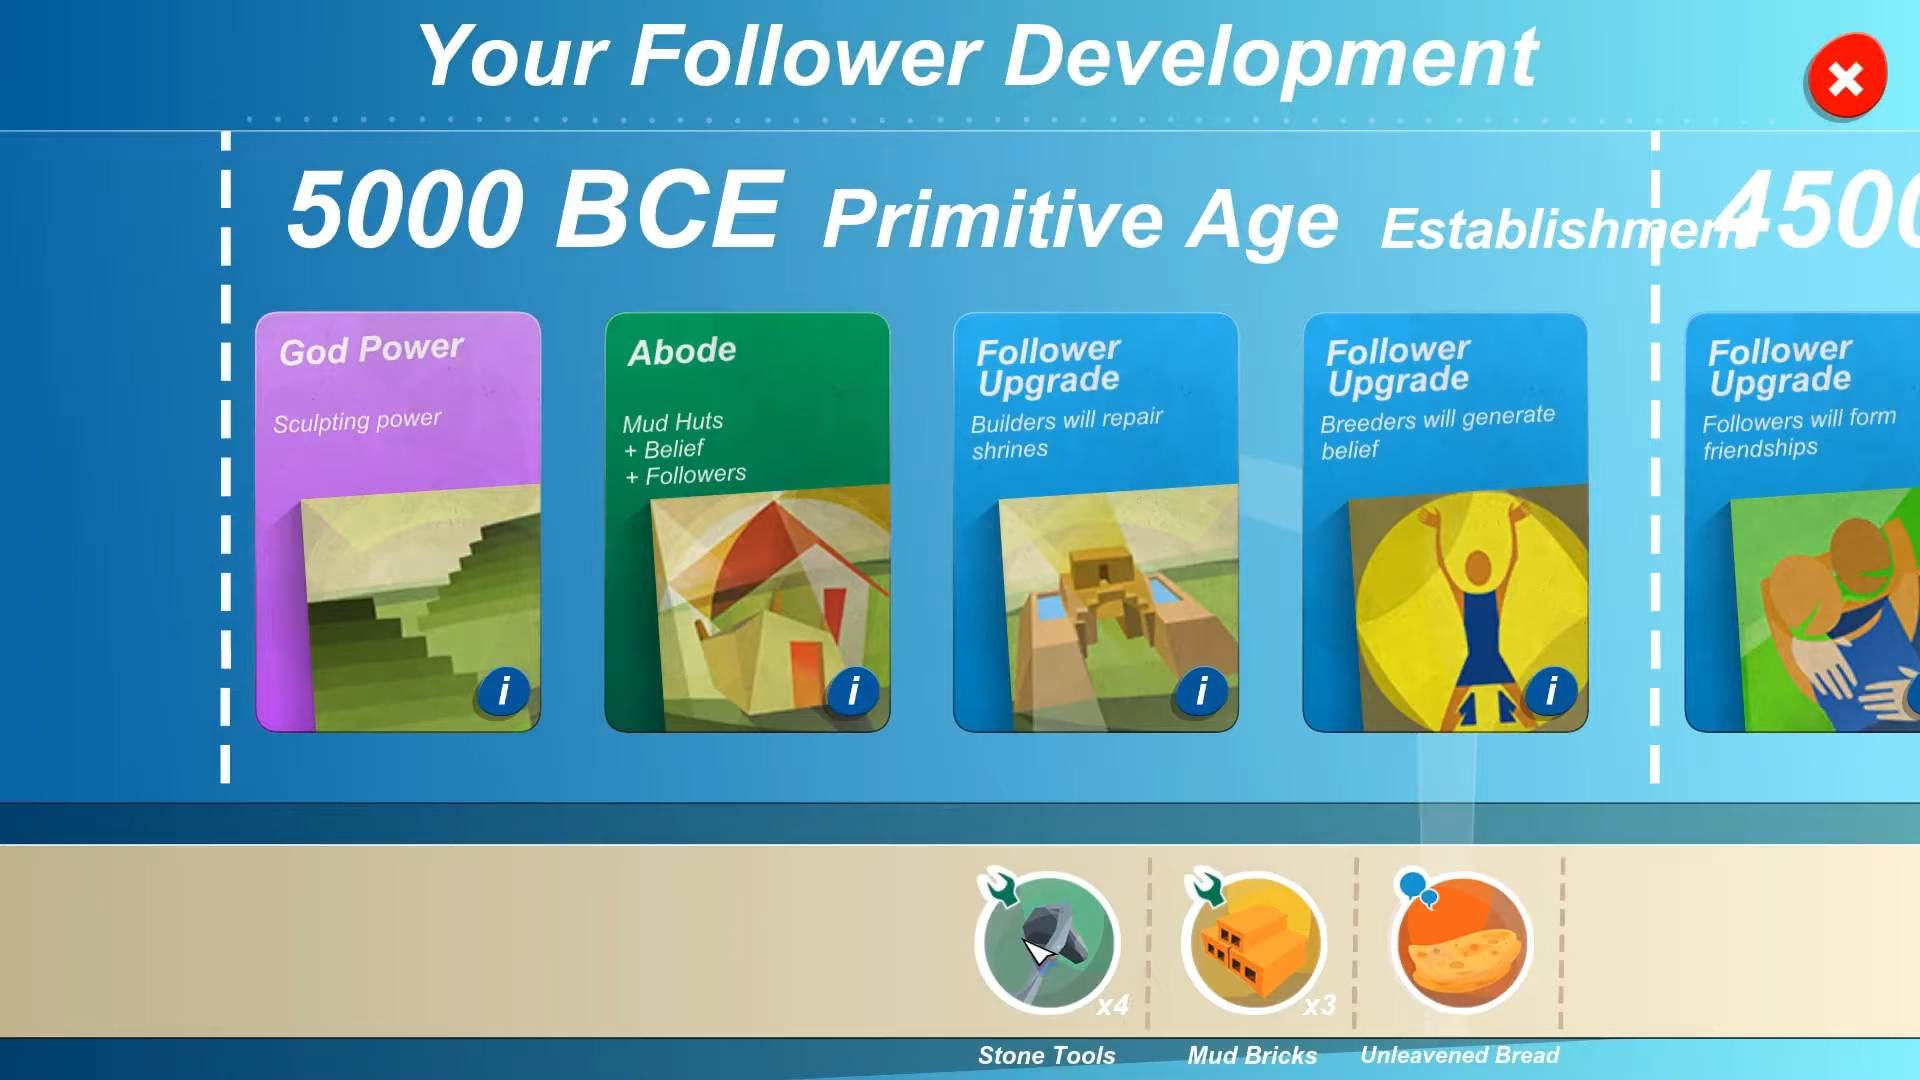 Your Follower Development
5000 BCE Primitive Age Establishment
4500
God Power
Sculpting power
Abode
Mud Huts
+ Belief
+ Followers
Follower
Upgrade
Builders will repair
shrines
Follower
Upgrade
Breeders will generate
belief
Follower
Upgrade
Followers will form
friendships
i
i
i
i
x4
x3
Stone Tools
Mud Bricks
Unleavened Bread